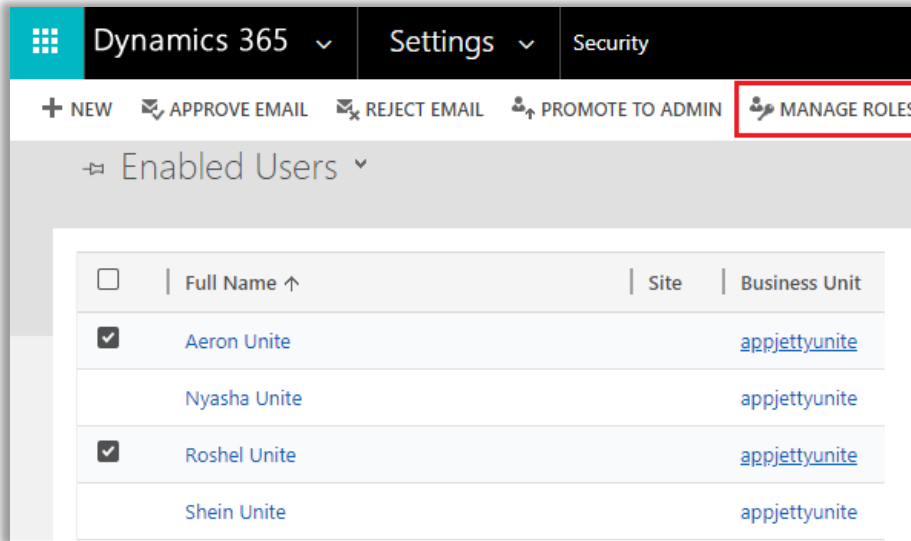 Dynamics 365 Settings Security
NEW APPROVE EMAIL REJECT EMAIL PROMOTE TO ADMIN MANAGE ROLES
Enabled Users
Full Name Site Business Unit
Aeron Unite appjettyunite
Nyasha Unite appjettyunite
Roshel Unite appjettyunite
Shein Unite appjettyunite